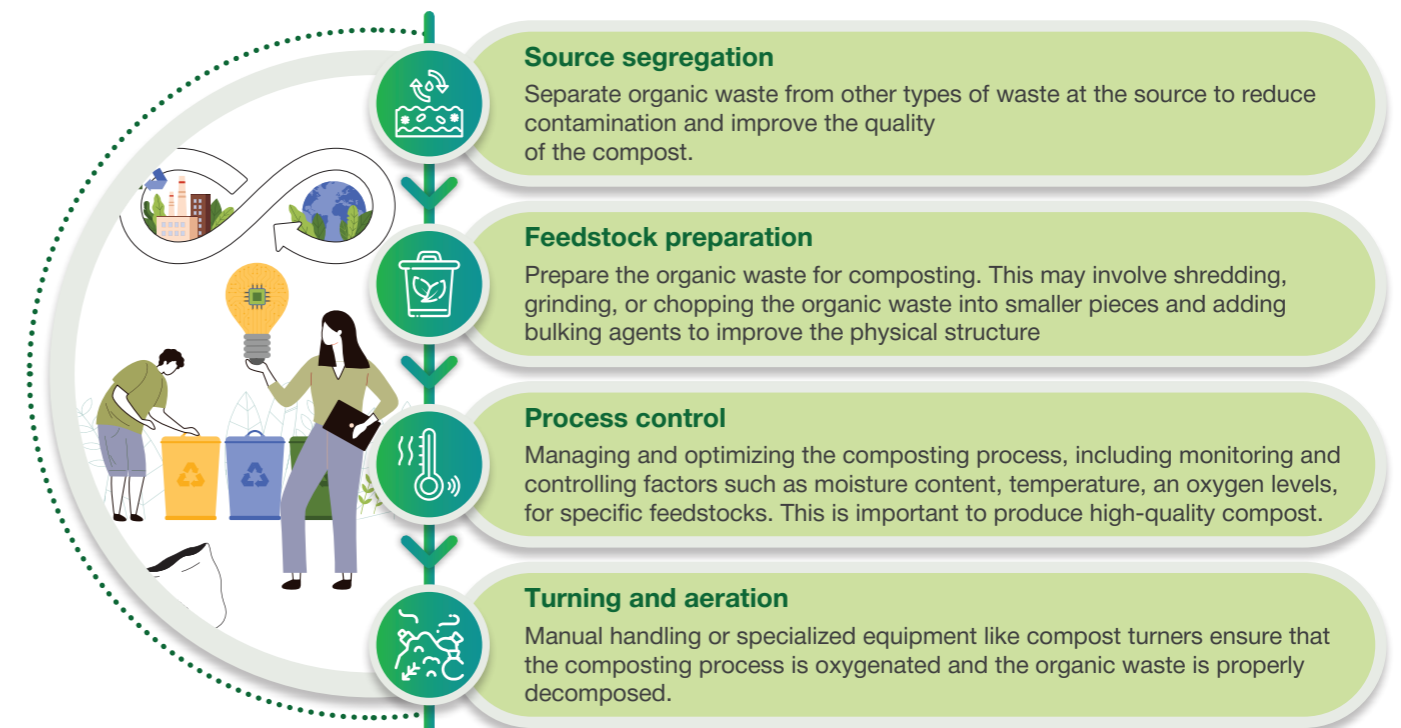 Source segregation
Separate organic waste from other types of waste at the source to reduce
contamination and improve the quality
of the compost.
Feedstock preparation
Prepare the organic waste for composting. This may involve shredding,
grinding, or chopping the organic waste into smaller pieces and adding
bulking agents to improve the physical structure
Process control
Managing and optimizing the composting process, including monitoring and
controlling factors such as moisture content, temperature, an oxygen levels,
for specific feedstocks. This is important to produce high-quality compost.
Turning and aeration
Manual handling or specialized equipment like compost turners ensure that
the composting process is oxygenated and the organic waste is properly
decomposed.